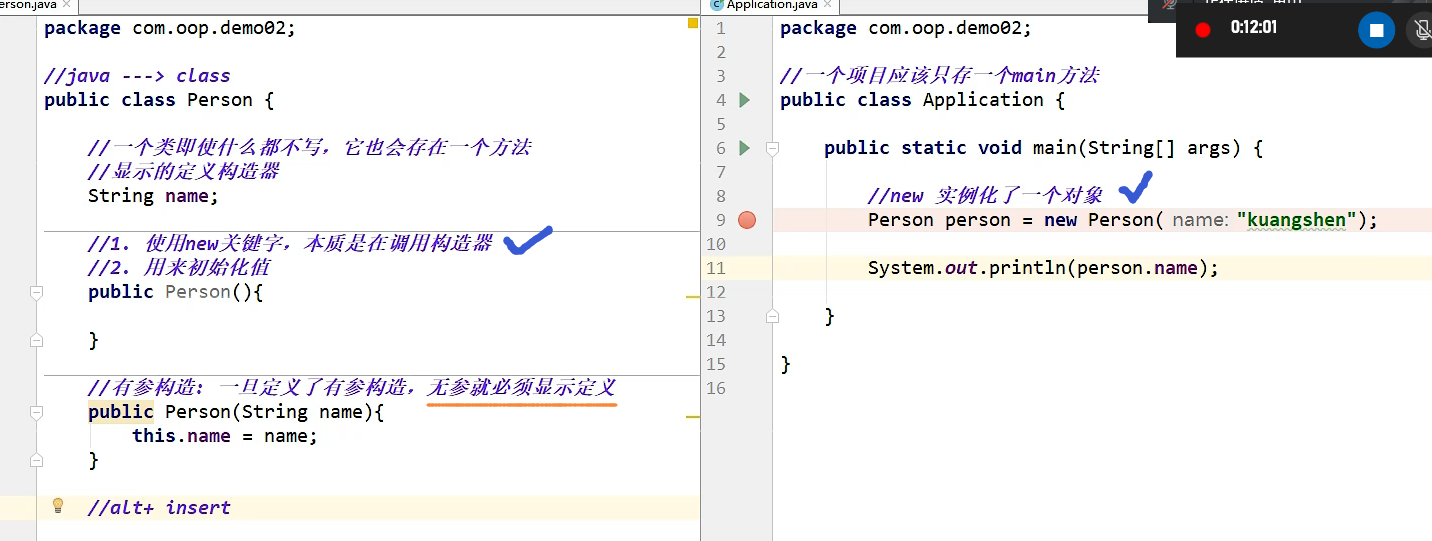 erson.java
package com.oop.demo02;
//java ---> class
public class Person {
//一个类即使什么都不写，它也会存在一个方法
//显示的定义构造器
String name;
//1. 使用new关键字，本质是在调用构造器
//2. 用来初始化值
public Person(){
}
//有参构造：一旦定义了有参构造，无参就必须显示定义
public Person(String name){
this.name = name;
}
//alt+ insert
Application.java
0:12:01
1 package com.oop.demo02;
2
3 //一个项目应该只存一个main方法
4 public class Application {
5
6 public static void main(String[] args) {
7
8 //new 实例化了一个对象
9 Person person = new Person( name: "kuangshen");
10
11 System.out.println(person.name);
12
13 }
14
15 }
16